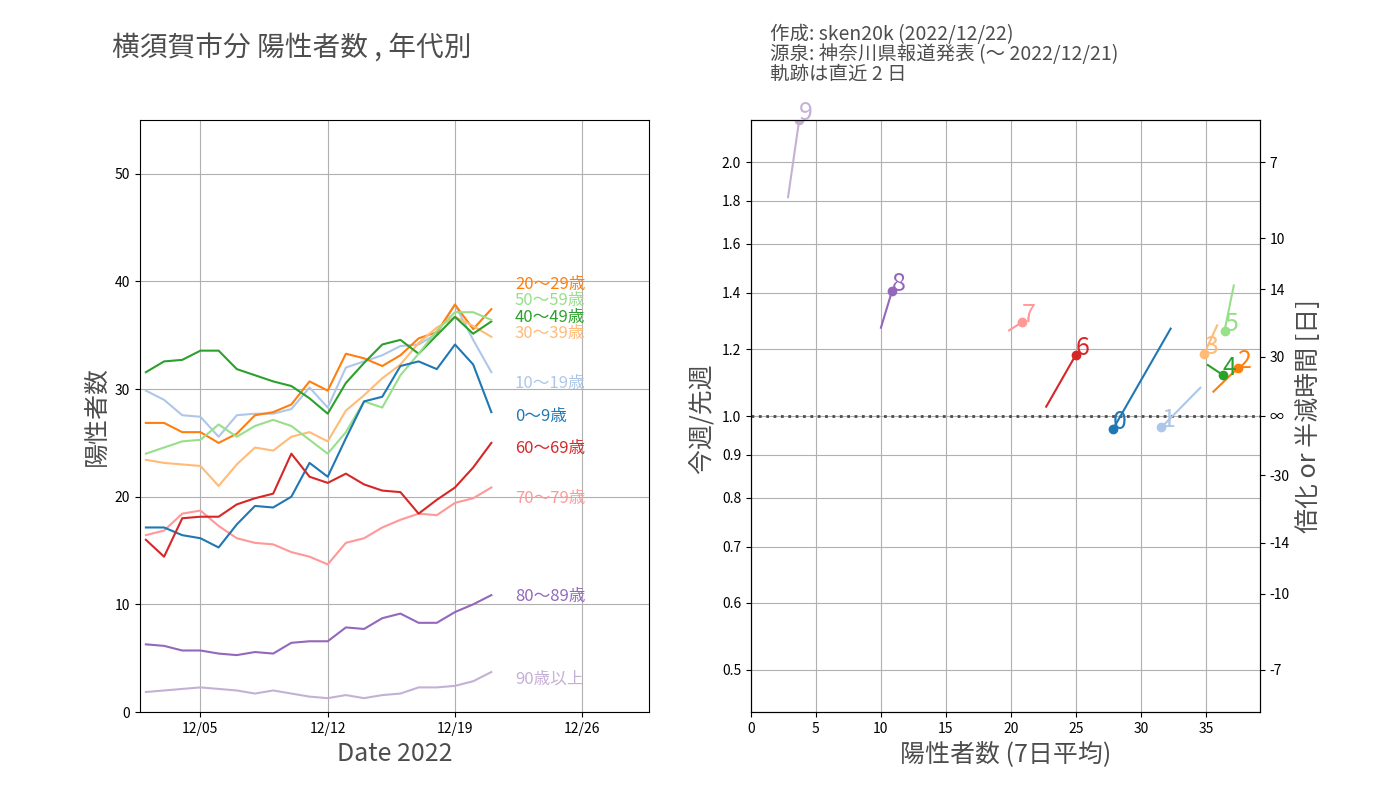 横須賀市分 陽性者数 , 年代別
作成: sken20k (2022/12/22)
源泉: 神奈川県報道発表 (～ 2022/12/21)
軌跡は直近 2 日
陽性者数
50
40
30
20
10
0
12/05
12/12
12/19
12/26
Date 2022
20～29歳
50～59歳
40～49歳
30～39歳
10～19歳
0～9歳
60～69歳
70～79歳
80～89歳
90歳以上
今週/先週
2.0
1.8
1.6
1.4
1.2
1.0
0.9
0.8
0.7
0.6
0.5
9
8
7
6
5
3
2
4
1
0
0
5
10
15
20
25
30
35
陽性者数 (7日平均)
7
10
14
30
∞
-30
-14
-10
-7
倍化 or 半減時間 [日]